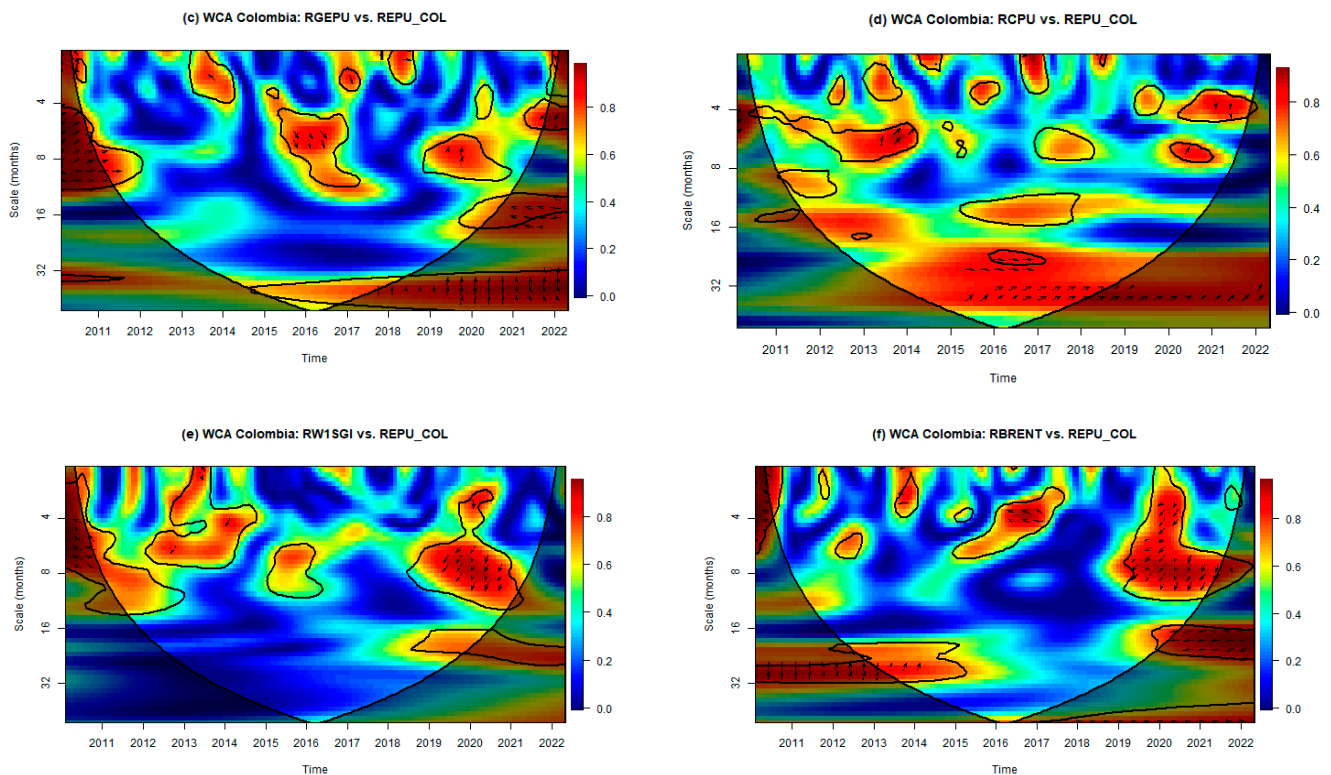 (c) WCA Colombia: RGEPU vs. REPU_COL
Scale (months)
4
8
16
32
2011 2012 2013 2014 2015 2016 2017 2018 2019 2020 2021 2022
Time
0.8
0.6
0.4
0.2
0.0
(d) WCA Colombia: RCPU vs. REPU_COL
Scale (months)
4
8
16
32
2011 2012 2013 2014 2015 2016 2017 2018 2019 2020 2021 2022
Time
0.8
0.6
0.4
0.2
0.0
(e) WCA Colombia: RW1SGI vs. REPU_COL
Scale (months)
4
8
16
32
2011 2012 2013 2014 2015 2016 2017 2018 2019 2020 2021 2022
Time
0.8
0.6
0.4
0.2
0.0
(f) WCA Colombia: RBRENT vs. REPU_COL
Scale (months)
4
8
16
32
2011 2012 2013 2014 2015 2016 2017 2018 2019 2020 2021 2022
Time
0.8
0.6
0.4
0.2
0.0